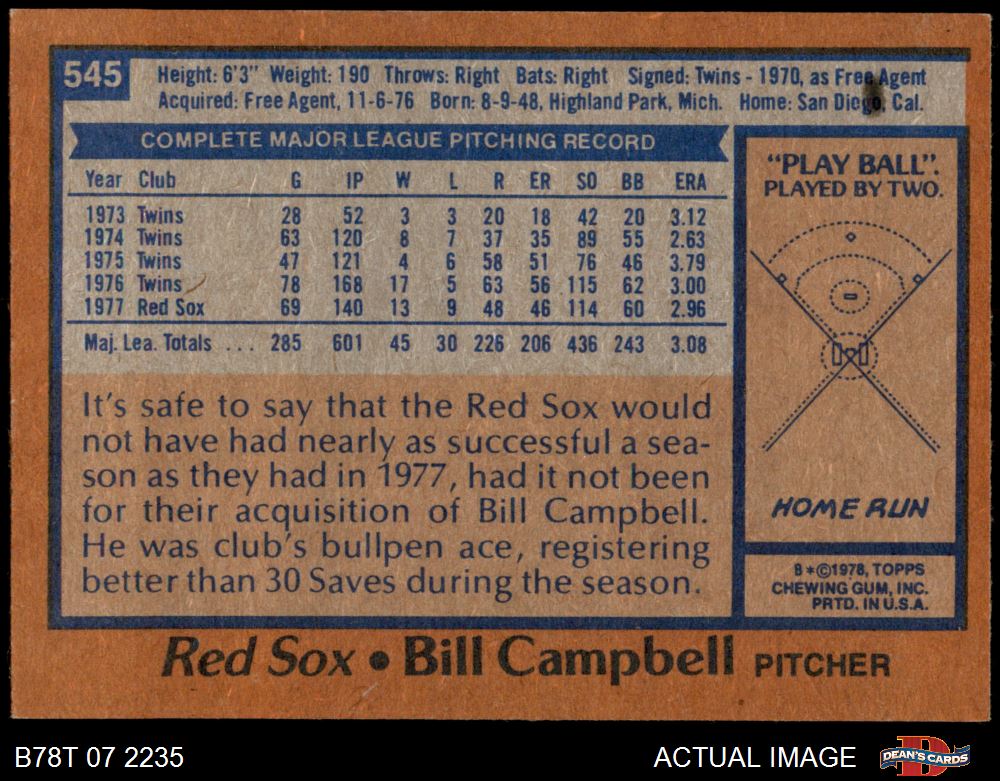 545
Height: 6'3" Weight: 190 Throws: Right Bats: Right Signed: Twins - 1970, as Free Agent
Acquired: Free Agent, 11-6-76 Born: 8-9-48, Highland Park, Mich. Home: San Diego, Cal.
COMPLETE MAJOR LEAGUE PITCHING RECORD
Year Club G IP W L R ER SO BB ERA
1973 Twins 28 52 3 3 20 18 42 20 3.12
1974 Twins 63 120 8 7 37 35 89 55 2.63
1975 Twins 47 121 4 6 58 51 76 46 3.79
1976 Twins 78 168 17 5 63 56 115 62 3.00
1977 Red Sox 69 140 13 9 48 46 114 60 2.96
Maj. Lea. Totals ... 285 601 45 30 226 206 436 243 3.08
It's safe to say that the Red Sox would
not have had nearly as successful a sea-
son as they had in 1977, had it not been
for their acquisition of Bill Campbell.
He was club's bullpen ace, registering
better than 30 Saves during the season.
"PLAY BALL".
PLAYED BY TWO.
HOME RUN
B*©1978, TOPPS
CHEWING GUM, INC.
PRTD. IN U.S.A.
Red Sox • Bill Campbell PITCHER
B78T 07 2235
ACTUAL IMAGE
DEAN'S CARDS